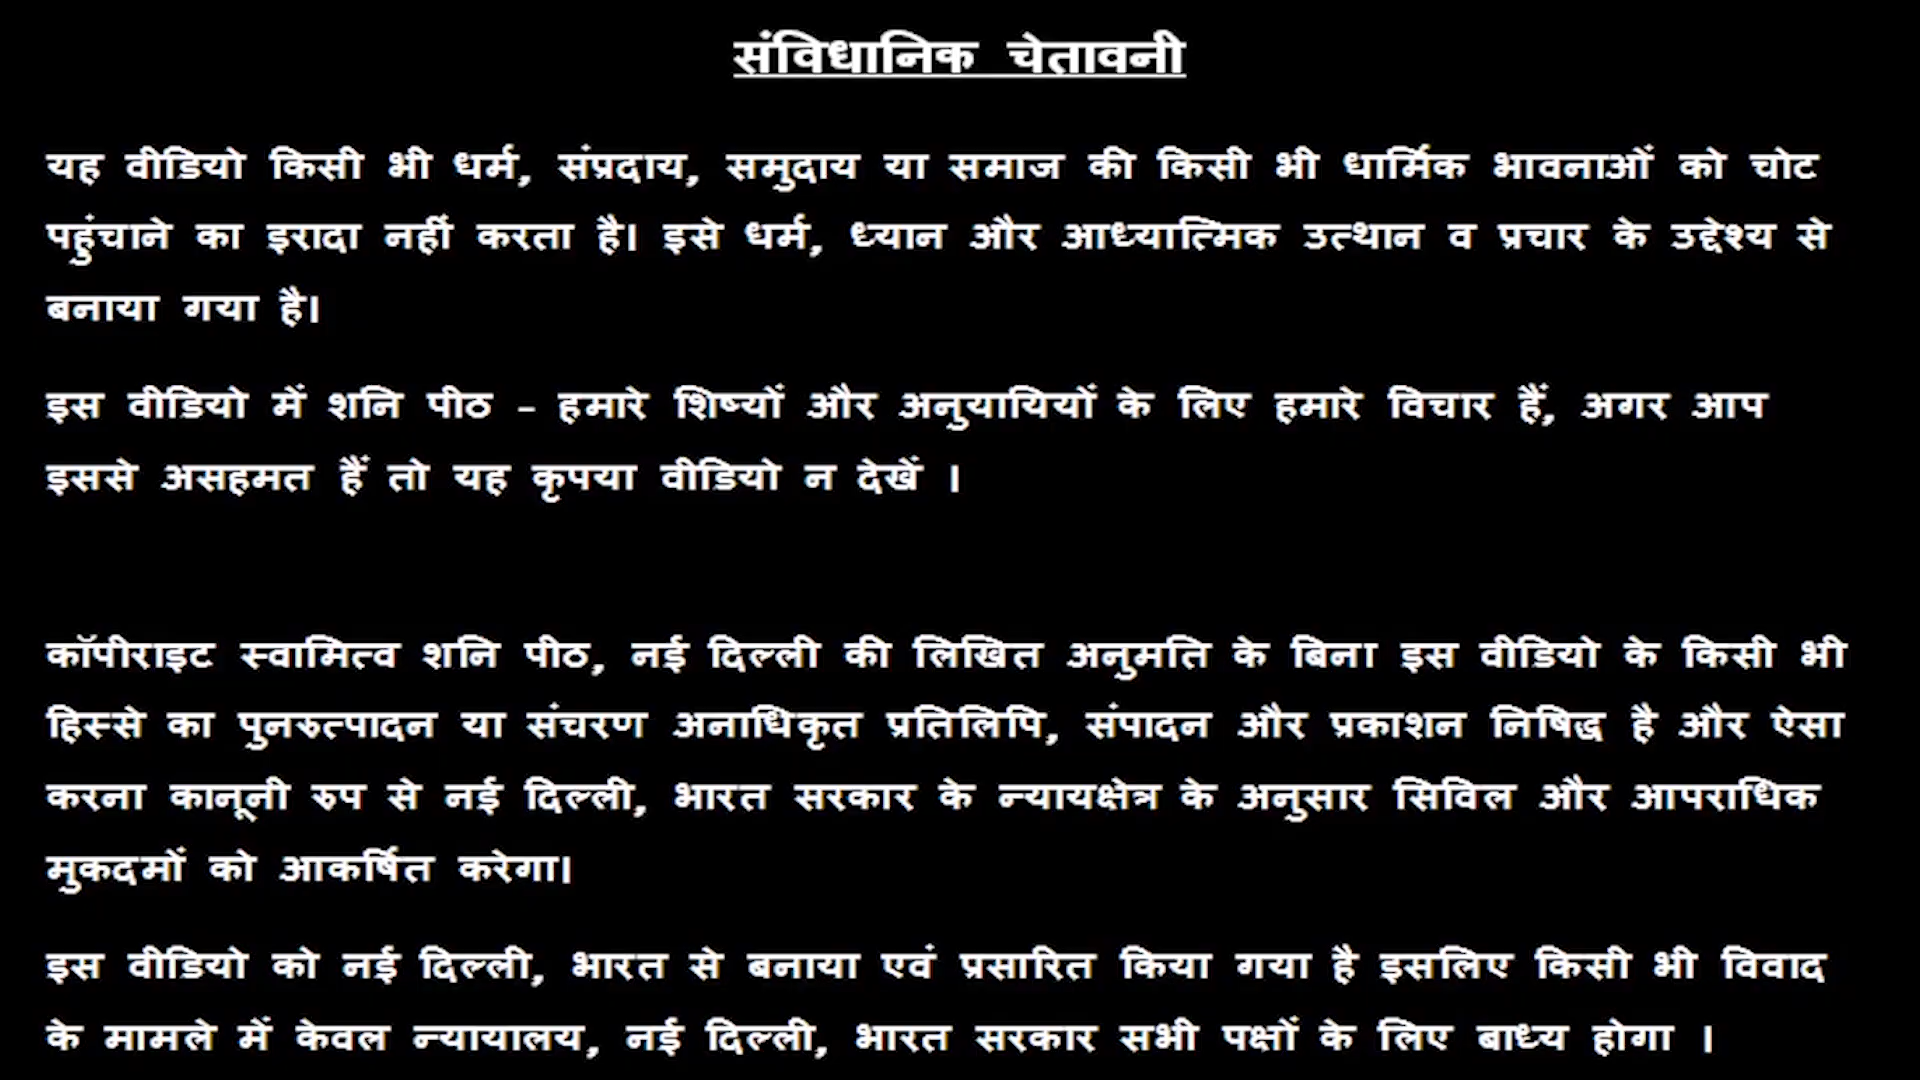 संविधानिक चेतावनी
यह वीडियो किसी भी धर्म, संप्रदाय, समुदाय या समाज की किसी भी धार्मिक भावनाओं को चोट
पहुंचाने का इरादा नहीं करता है। इसे धर्म, ध्यान और आध्यात्मिक उत्थान व प्रचार के उद्देश्य से
बनाया गया है।
इस वीडियो में शनि पीठ – हमारे शिष्यों और अनुयायियों के लिए हमारे विचार हैं, अगर आप
इससे असहमत हैं तो यह कृपया वीडियो न देखें ।
कॉपीराइट स्वामित्व शनि पीठ, नई दिल्ली की लिखित अनुमति के बिना इस वीडियो के किसी भी
हिस्से का पुनरुत्पादन या संचरण अनाधिकृत प्रतिलिपि, संपादन और प्रकाशन निषिद्ध है और ऐसा
करना कानूनी रुप से नई दिल्ली, भारत सरकार के न्यायक्षेत्र के अनुसार सिविल और आपराधिक
मुकदमों को आकर्षित करेगा।
इस वीडियो को नई दिल्ली, भारत से बनाया एवं प्रसारित किया गया है इसलिए किसी भी विवाद
के मामले में केवल न्यायालय, नई दिल्ली, भारत सरकार सभी पक्षों के लिए बाध्य होगा ।